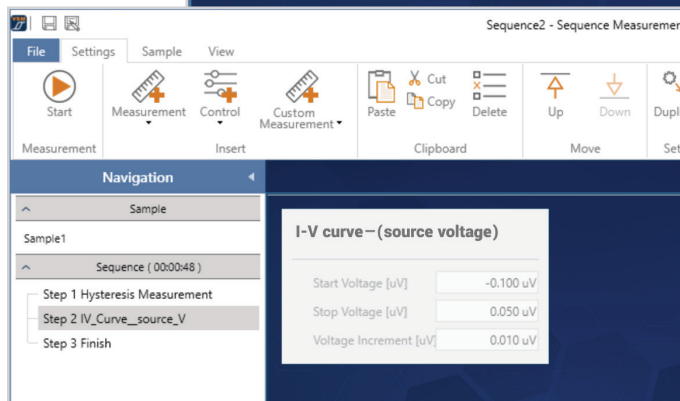 Sequence2 - Sequence Measuremen
File Settings Sample View
Start Measurement Control Custom Measurement Paste Cut Copy Delete Up Down Dupli
Measurement Insert Clipboard Move Set
Navigation
Sample
Sample1
Sequence ( 00:00:48 )
Step 1 Hysteresis Measurement
Step 2 IV_Curve__source_V
Step 3 Finish
I-V curve–(source voltage)
Start Voltage [uV] -0.100 uV
Stop Voltage [uV] 0.050 uV
Voltage Increment [uV] 0.010 uV